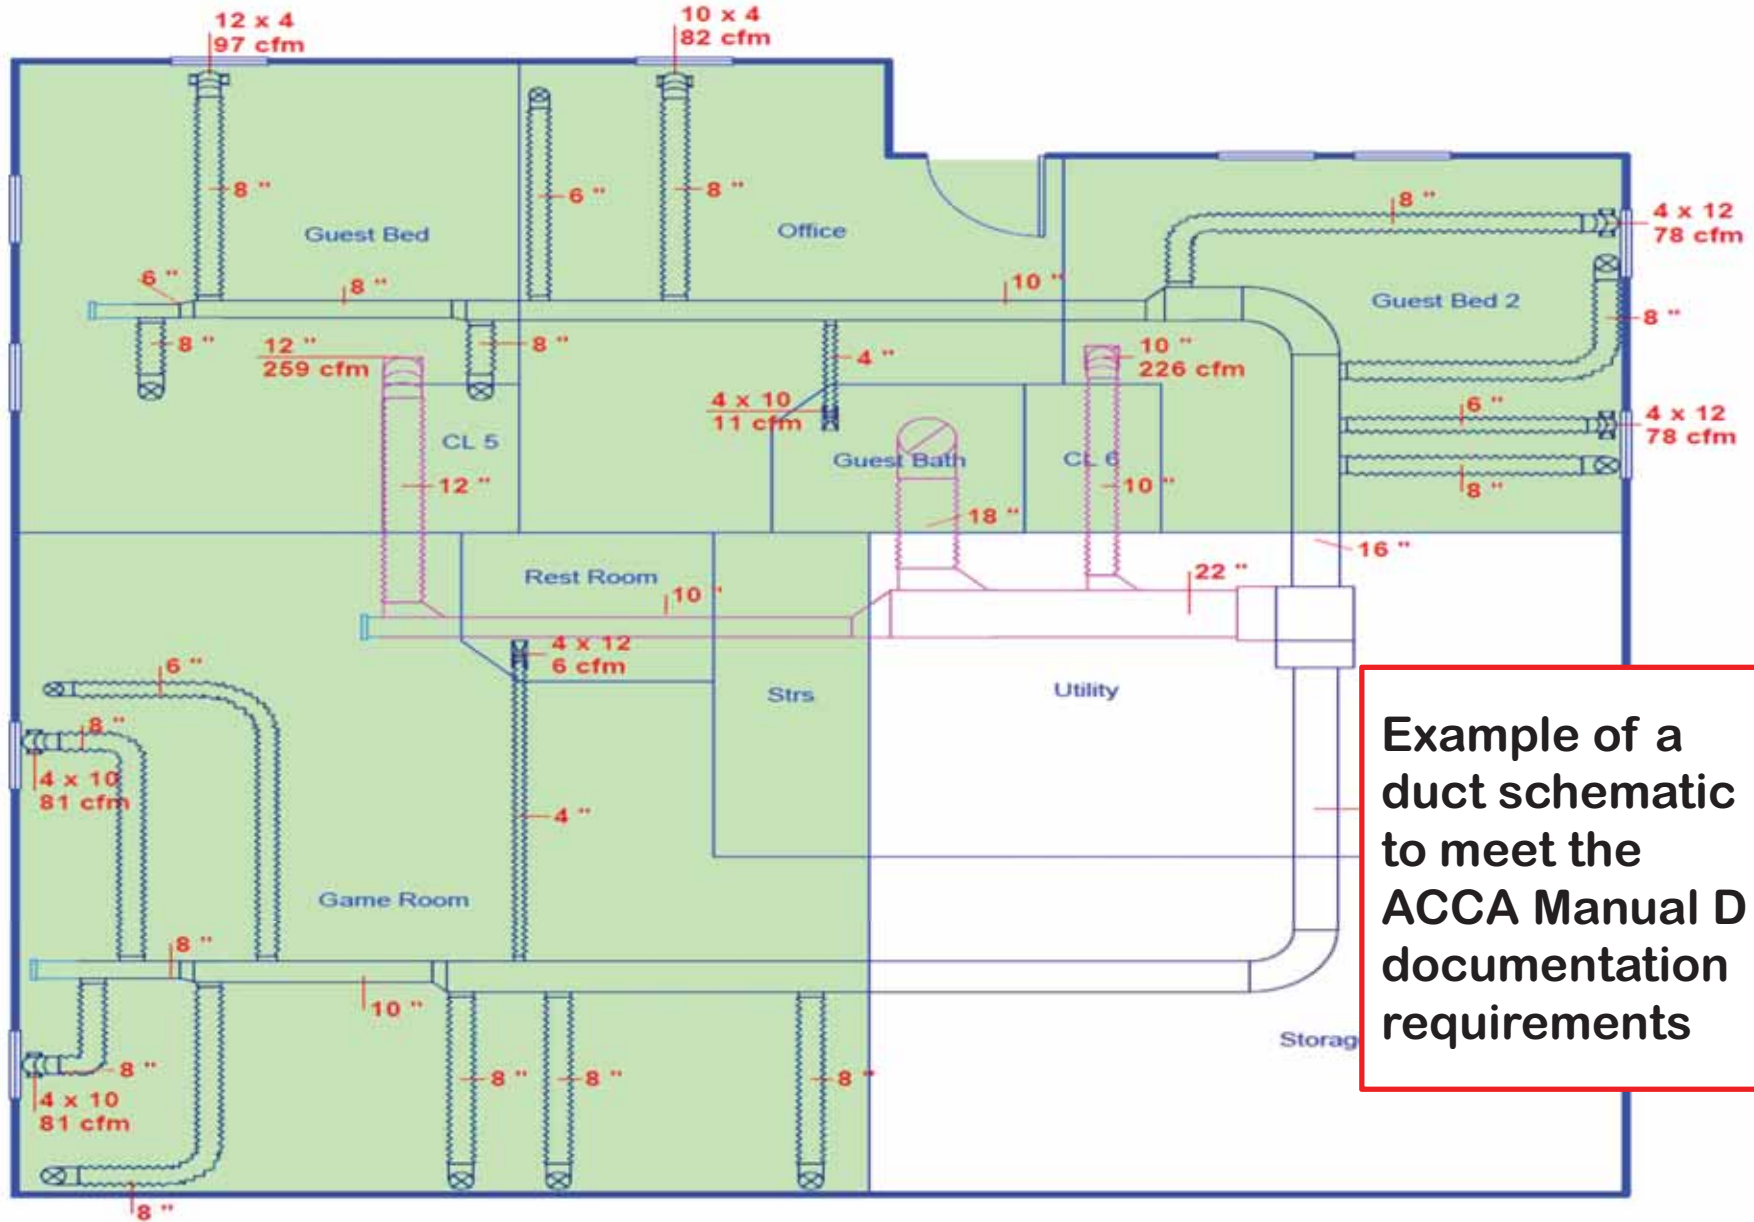 12 x 4
97 cfm
10 x 4
82 cfm
8 "
6 "
8 "
8 "
4 x 12
78 cfm
Guest Bed
Office
6 "
8 "
10 "
Guest Bed 2
8 "
8 "
12 "
259 cfm
8 "
4 "
10 "
226 cfm
4 x 10
11 cfm
6 "
4 x 12
78 cfm
CL 5
Guest Bath
CL 6
12 "
10 "
8 "
18 "
16 "
Rest Room
22 "
10 "
4 x 12
6 cfm
6 "
Strs
Utility
8 "
4 x 10
81 cfm
4 "
Example of a
duct schematic
to meet the
ACCA Manual D
documentation
requirements
Game Room
8 "
10 "
Storag
8 "
4 x 10
81 cfm
8 "
8 "
8 "
8 "